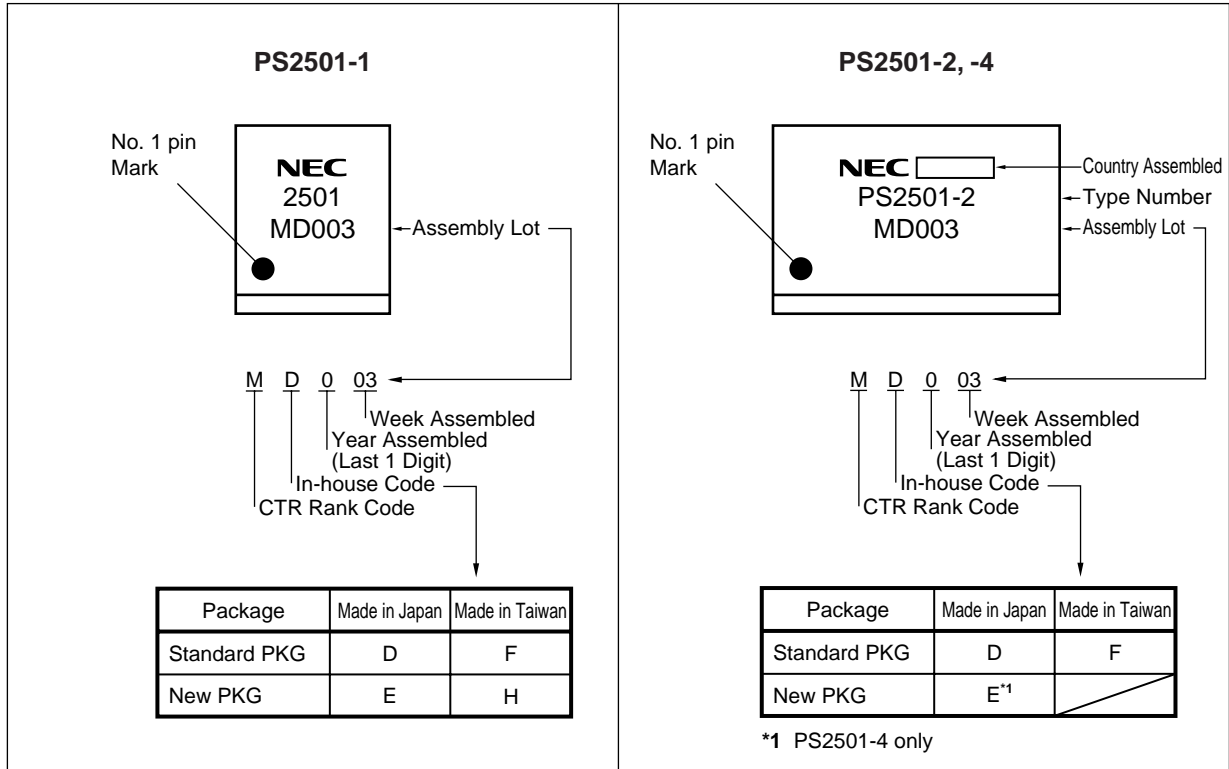 PS2501-1
No. 1 pin
Mark
NEC
2501
MD003
Assembly Lot
M D 0 03
Week Assembled
Year Assembled
(Last 1 Digit)
In-house Code
CTR Rank Code
Package Made in Japan Made in Taiwan
Standard PKG D F
New PKG E H
PS2501-2, -4
No. 1 pin
Mark
NEC
Country Assembled
PS2501-2
Type Number
MD003
Assembly Lot
M D 0 03
Week Assembled
Year Assembled
(Last 1 Digit)
In-house Code
CTR Rank Code
Package Made in Japan Made in Taiwan
Standard PKG D F
New PKG E*1
*1 PS2501-4 only